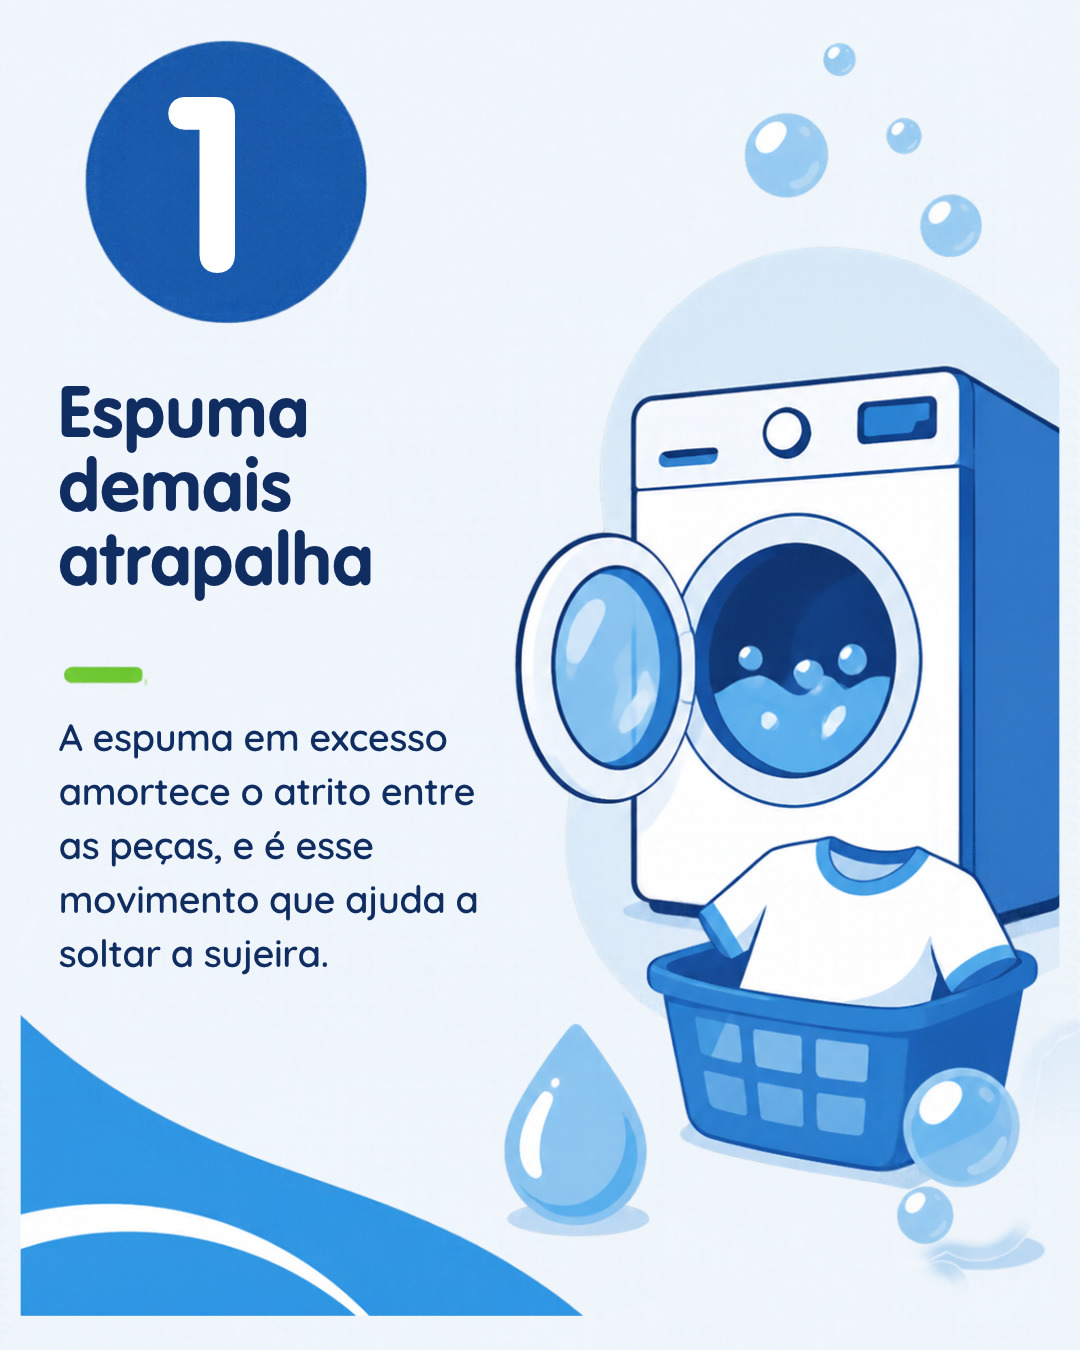 1
Espuma
demais
atrapalha
A espuma em excesso
amortece o atrito entre
as peças, e é esse
movimento que ajuda a
soltar a sujeira.